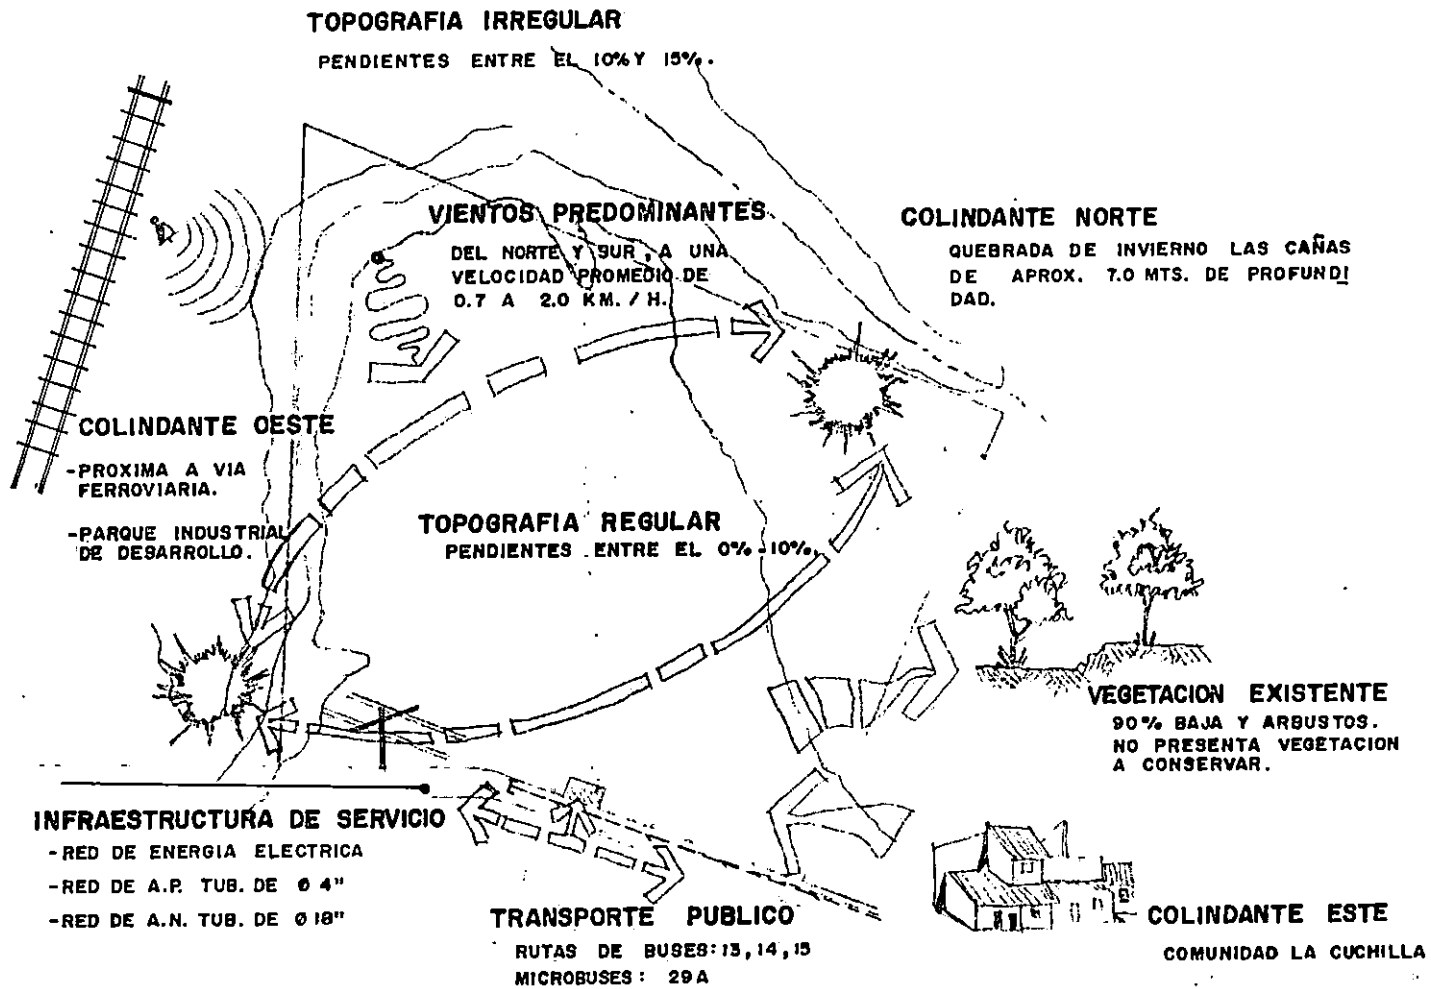 TOPOGRAFIA IRREGULAR
PENDIENTES ENTRE EL 10% Y 15%.
VIENTOS PREDOMINANTES
DEL NORTE Y SUR, A UNA
VELOCIDAD PROMEDIO DE
0.7 A 2.0 KM./H.
COLINDANTE NORTE
QUEBRADA DE INVIERNO LAS CAÑAS
DE APROX. 7.0 MTS. DE PROFUNDI
DAD.
COLINDANTE OESTE
-PROXIMA A VIA
FERROVIARIA.
-PARQUE INDUSTRIAL
DE DESARROLLO.
TOPOGRAFIA REGULAR
PENDIENTES ENTRE EL 0%-10%.
VEGETACION EXISTENTE
90% BAJA Y ARBUSTOS.
NO PRESENTA VEGETACION
A CONSERVAR.
INFRAESTRUCTURA DE SERVICIO
-RED DE ENERGIA ELECTRICA
-RED DE A.P. TUB. DE Ø 4"
-RED DE A.N. TUB. DE Ø 18"
TRANSPORTE PUBLICO
RUTAS DE BUSES: 13, 14, 15
MICROBUSES: 29A
COLINDANTE ESTE
COMUNIDAD LA CUCHILLA